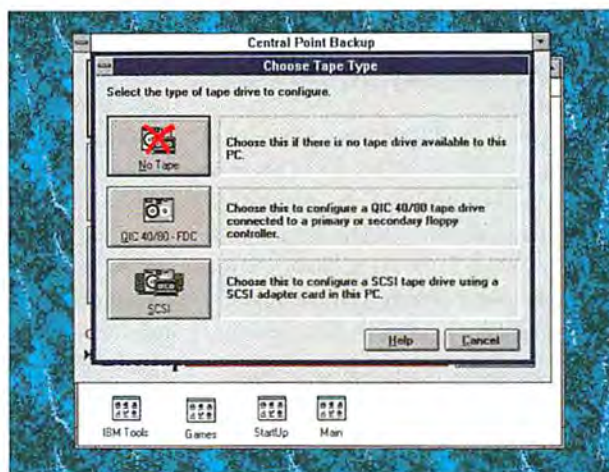 Central Point Backup
Choose Tape Type
Select the type of tape drive to configure.
No Tape
Choose this if there is no tape drive available to this
PC.
QIC 40/80 - FDC
Choose this to configure a QIC 40/80 tape drive
connected to a primary or secondary floppy
controller.
SCSI
Choose this to configure a SCSI tape drive using a
SCSI adapter card in this PC.
Help
Cancel
IBM Tools
Games
StartUp
Main